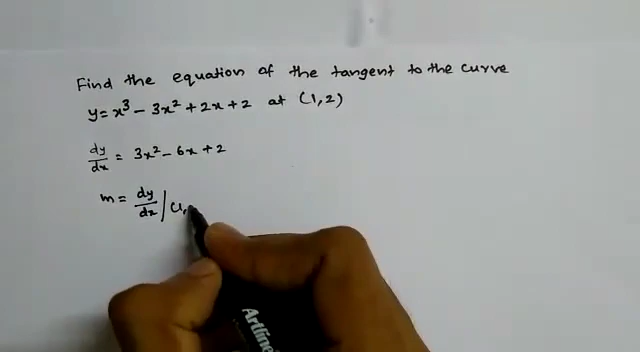 Find the equation of the tangent to the curve
y = x³ - 3x² + 2x + 2 at (1,2)
dy/dx = 3x² - 6x + 2
m = dy/dx | (1,
Artline